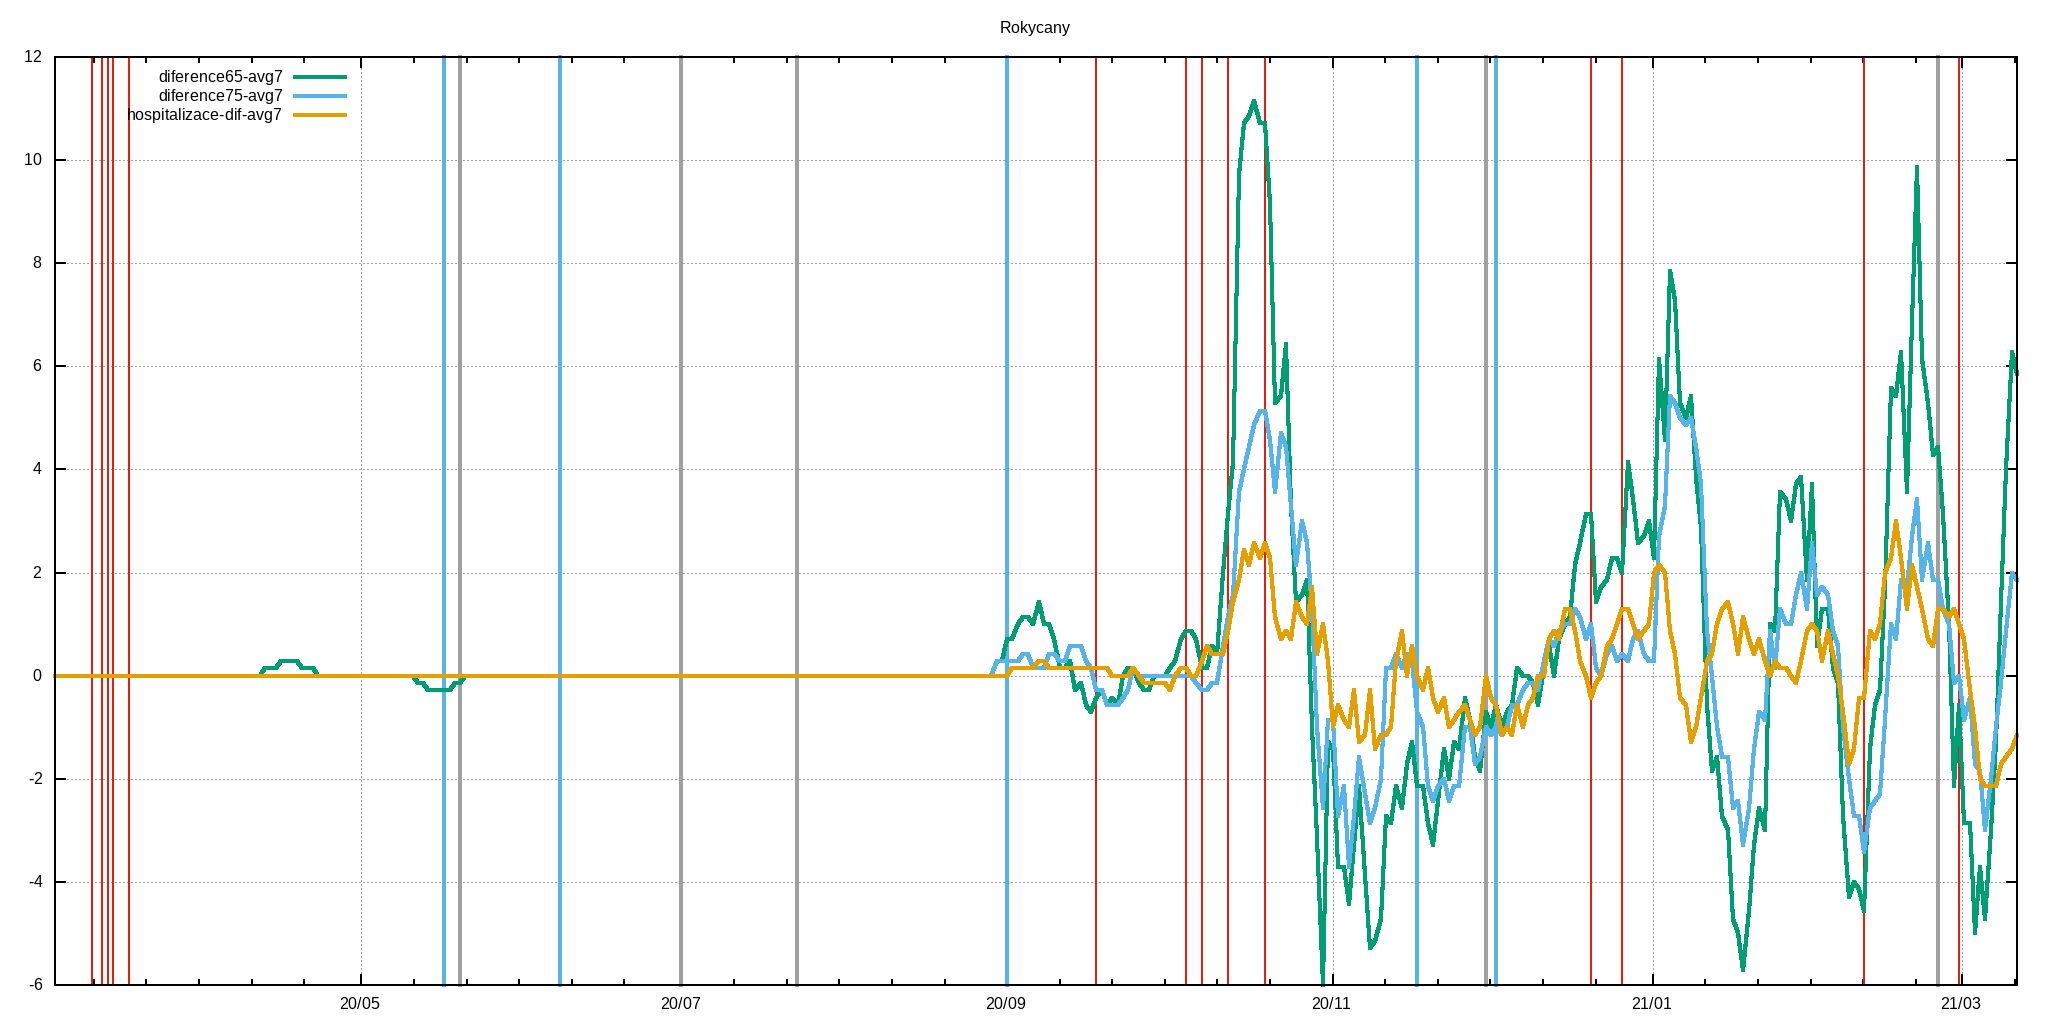 Rokycany
12
diference65-avg7
diference75-avg7
hospitalizace-dif-avg7
10
8
6
4
2
0
-2
-4
-6
20/05 20/07 20/09 20/11 21/01 21/03